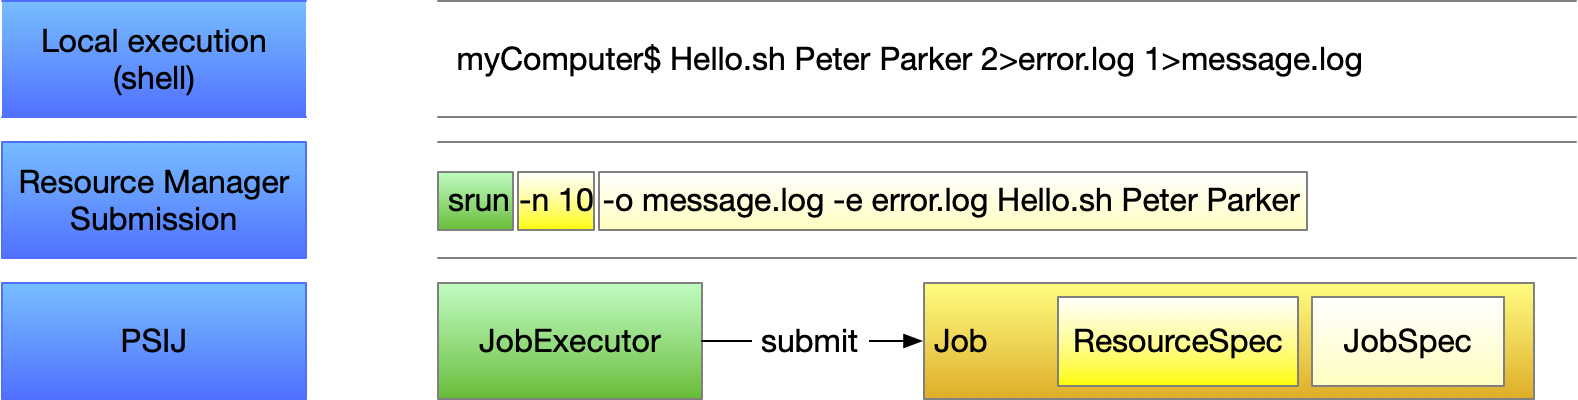 Local execution
(shell)
myComputer$ Hello.sh Peter Parker 2>error.log 1>message.log
Resource Manager
Submission
srun -n 10 -o message.log -e error.log Hello.sh Peter Parker
PSIJ
JobExecutor submit Job ResourceSpec JobSpec